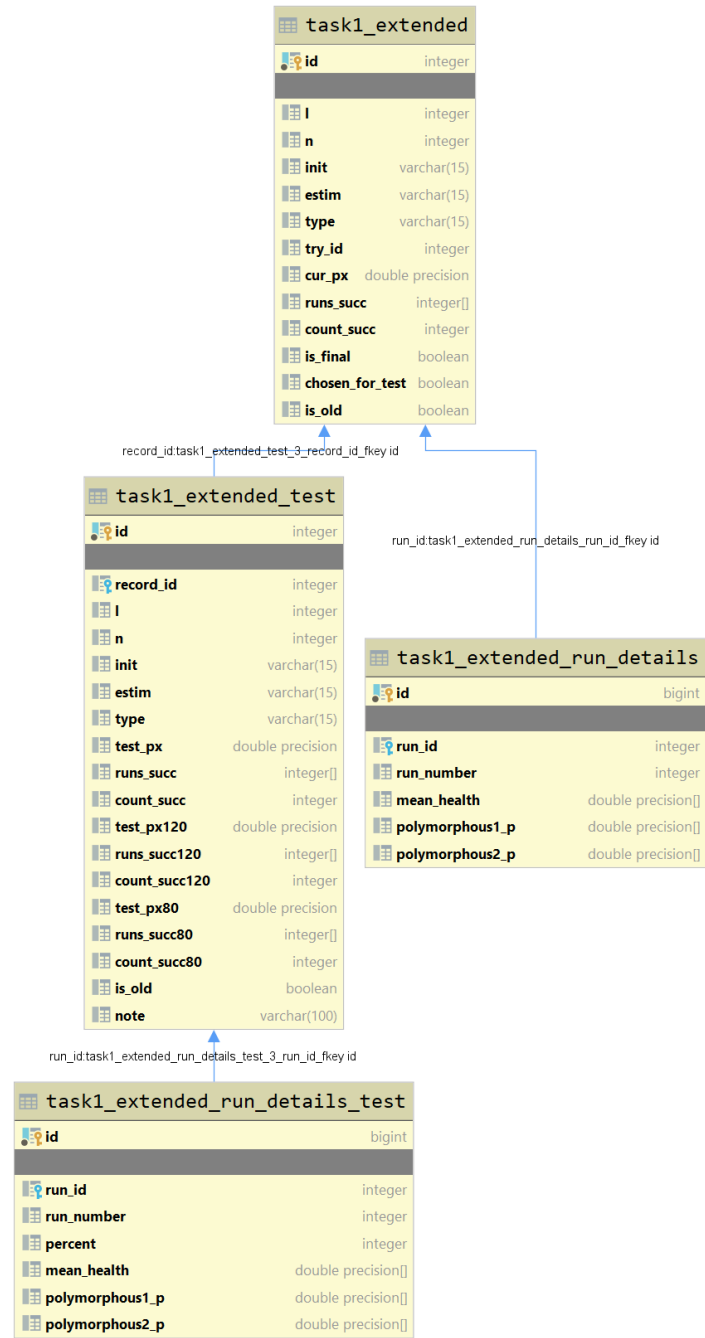 task1_extended
id integer
l integer
n integer
init varchar(15)
estim varchar(15)
type varchar(15)
try_id integer
cur_px double precision
runs_succ integer[]
count_succ integer
is_final boolean
chosen_for_test boolean
is_old boolean
record_id:task1_extended_test_3_record_id_fkey id
task1_extended_test
id integer
record_id integer
l integer
n integer
init varchar(15)
estim varchar(15)
type varchar(15)
test_px double precision
runs_succ integer[]
count_succ integer
test_px120 double precision
runs_succ120 integer[]
count_succ120 integer
test_px80 double precision
runs_succ80 integer[]
count_succ80 integer
is_old boolean
note varchar(100)
run_id:task1_extended_run_details_run_id_fkey id
task1_extended_run_details
id bigint
run_id integer
run_number integer
mean_health double precision[]
polymorphous1_p double precision[]
polymorphous2_p double precision[]
run_id:task1_extended_run_details_test_3_run_id_fkey id
task1_extended_run_details_test
id bigint
run_id integer
run_number integer
percent integer
mean_health double precision[]
polymorphous1_p double precision[]
polymorphous2_p double precision[]